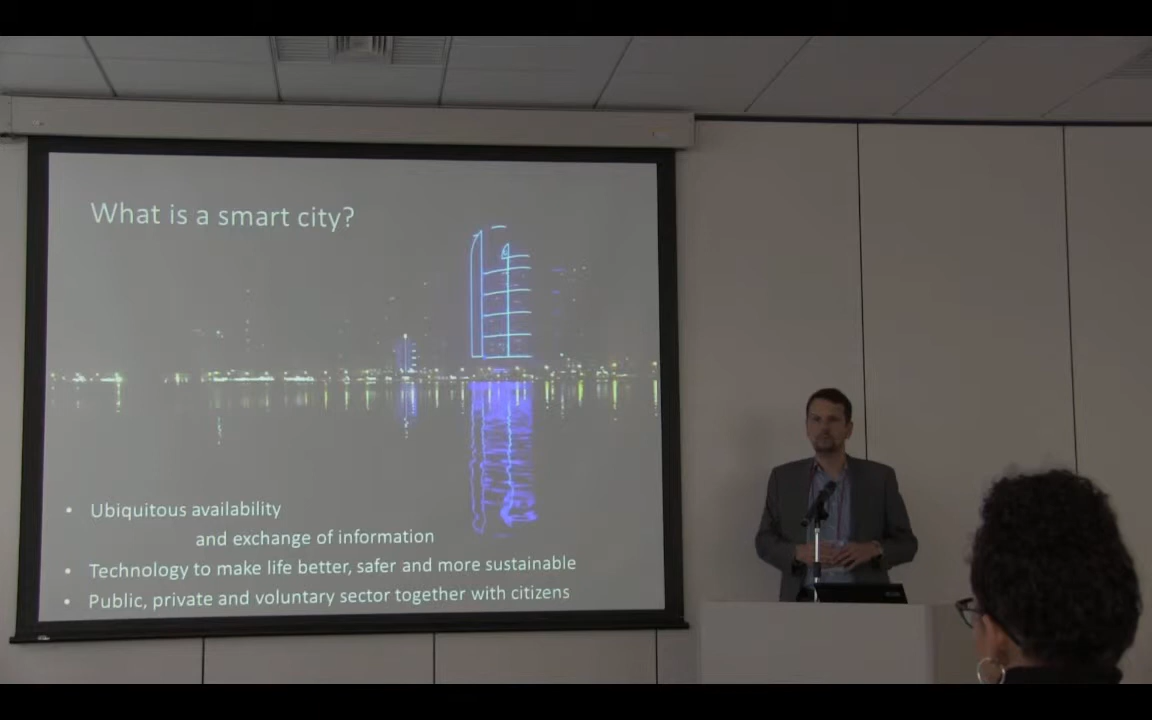 What is a smart city?
• Ubiquitous availability
and exchange of information
• Technology to make life better, safer and more sustainable
• Public, private and voluntary sector together with citizens